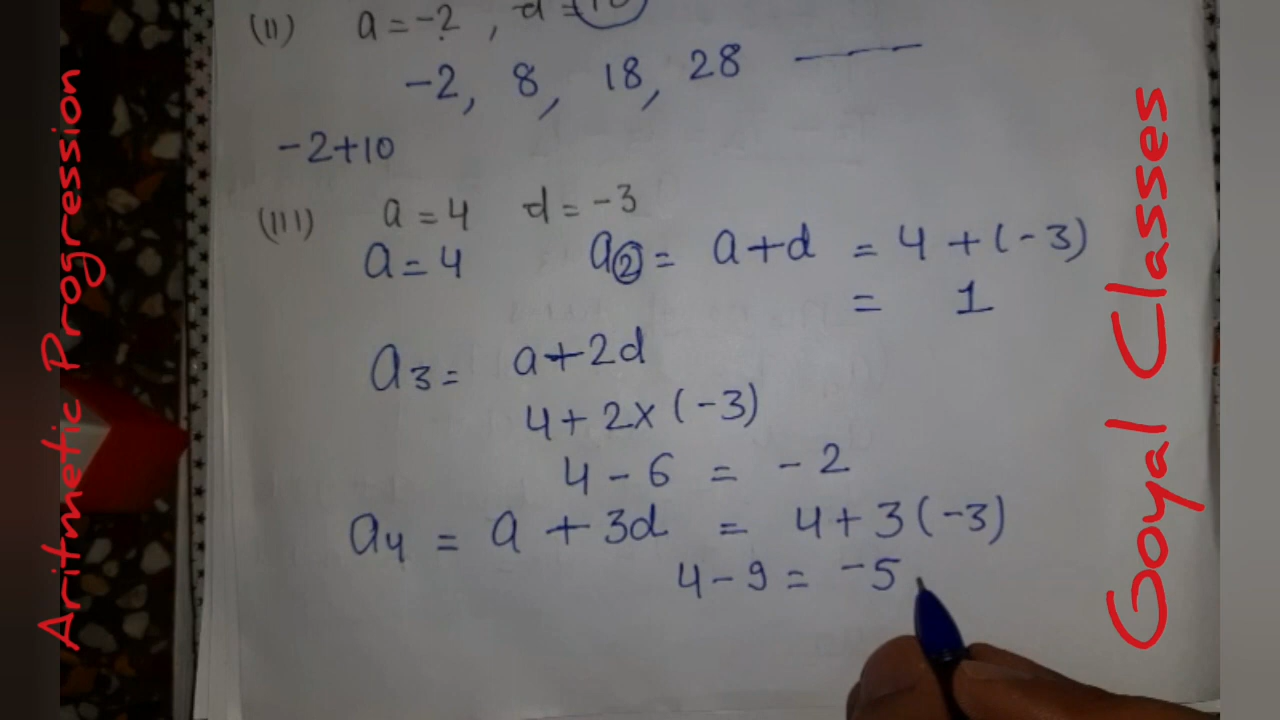 Aritmetic Progression
(II) a = -2 , d = 10
-2, 8, 18, 28
-2+10
(III) a = 4 d = -3
a = 4 a2 = a+d = 4 + (-3)
= 1
a3 = a+2d
4 + 2x (-3)
4 - 6 = -2
a4 = a + 3d = 4 + 3 (-3)
4 - 9 = -5
Goyal Classes